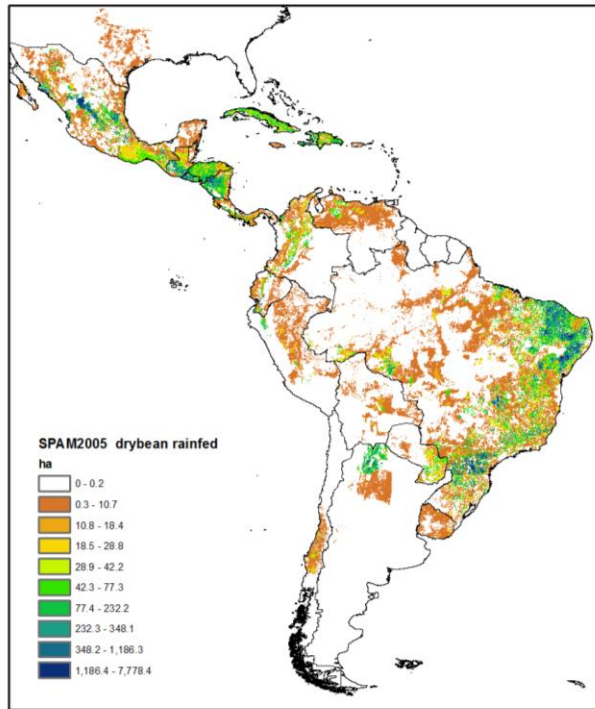 SPAM2005 drybean rainfed
ha
0 - 0.2
0.3 - 10.7
10.8 - 18.4
18.5 - 28.8
28.9 - 42.2
42.3 - 77.3
77.4 - 232.2
232.3 - 348.1
348.2 - 1,186.3
1,186.4 - 7,778.4